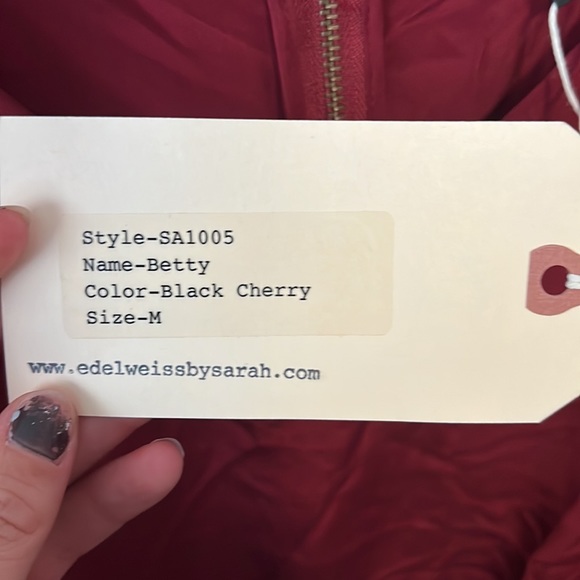 Style-SA1005
Name-Betty
Color-Black Cherry
Size-M
www.edelweissbysarah.com